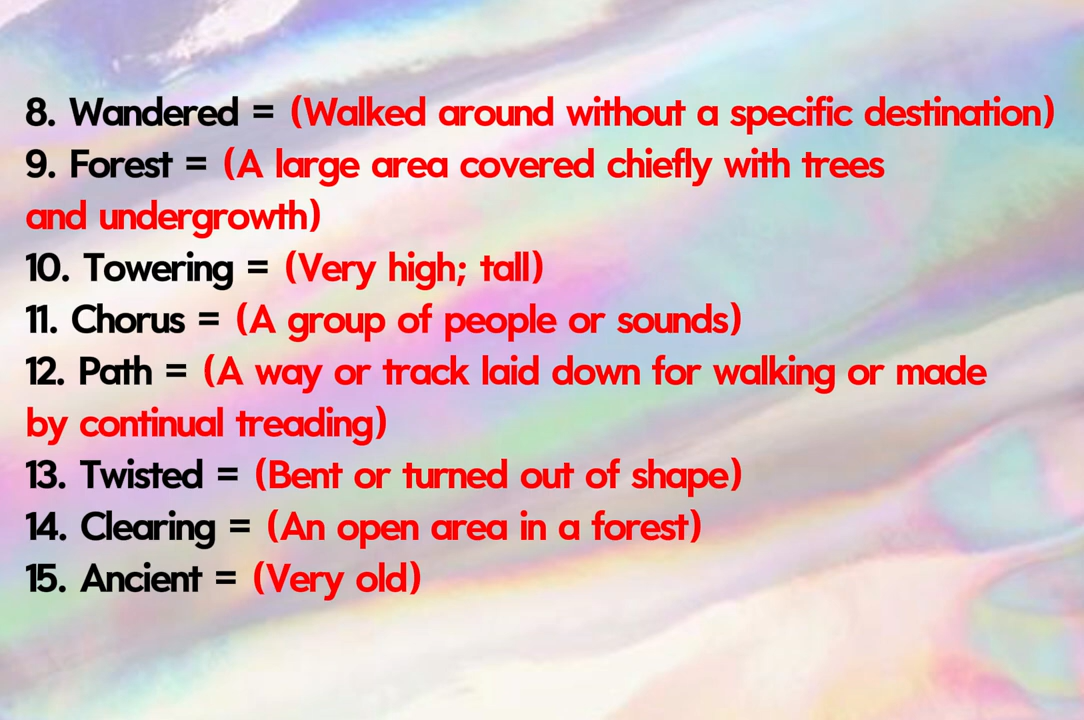 8. Wandered = (Walked around without a specific destination)
9. Forest = (A large area covered chiefly with trees
and undergrowth)
10. Towering = (Very high; tall)
11. Chorus = (A group of people or sounds)
12. Path = (A way or track laid down for walking or made
by continual treading)
13. Twisted = (Bent or turned out of shape)
14. Clearing = (An open area in a forest)
15. Ancient = (Very old)